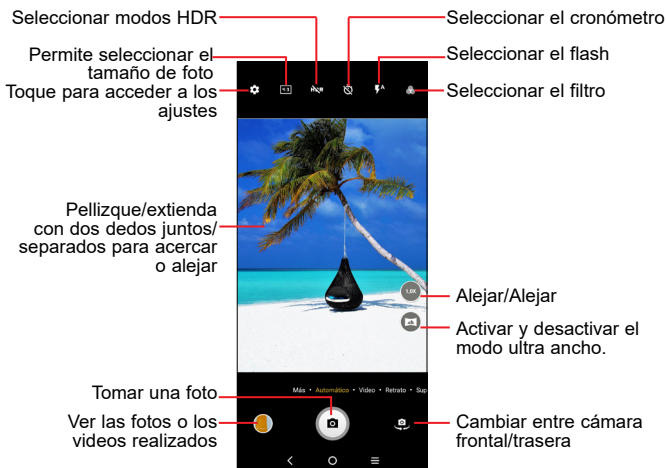 Seleccionar modos HDR
Seleccionar el cronómetro
Permite seleccionar el
tamaño de foto
Seleccionar el flash
Toque para acceder a los
ajustes
Seleccionar el filtro
HDR
A
Pellizque/extienda
con dos dedos juntos/
separados para acercar
o alejar
1,0X
Alejar/Alejar
Activar y desactivar el
modo ultra ancho.
Más • Automático • Video • Retrato • Sup
Tomar una foto
Ver las fotos o los
videos realizados
Cambiar entre cámara
frontal/trasera